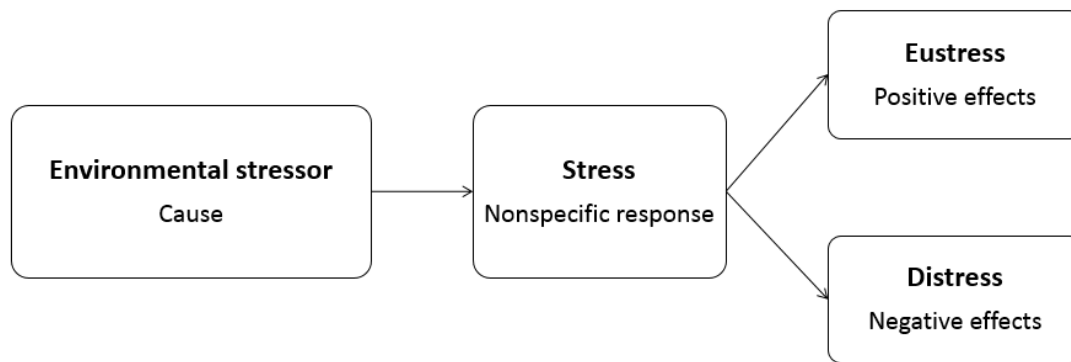 Environmental stressor
Cause
Stress
Nonspecific response
Eustress
Positive effects
Distress
Negative effects